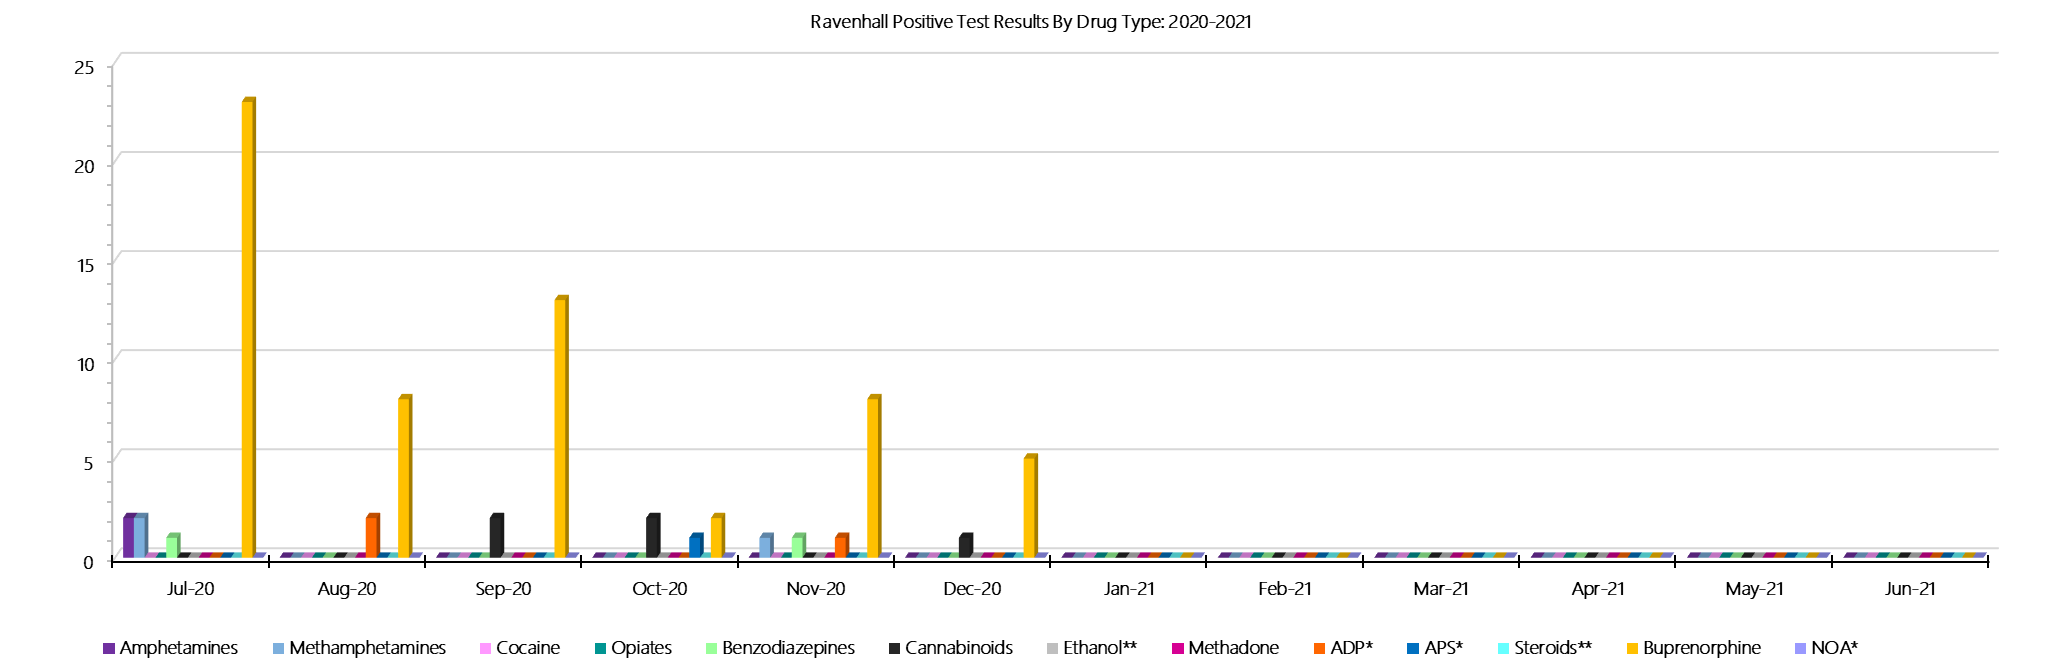 Ravenhall Positive Test Results By Drug Type: 2020-2021
25
20
15
10
5
0
Jul-20 Aug-20 Sep-20 Oct-20 Nov-20 Dec-20 Jan-21 Feb-21 Mar-21 Apr-21 May-21 Jun-21
Amphetamines Methamphetamines Cocaine Opiates Benzodiazepines Cannabinoids Ethanol** Methadone ADP* APS* Steroids** Buprenorphine NOA*